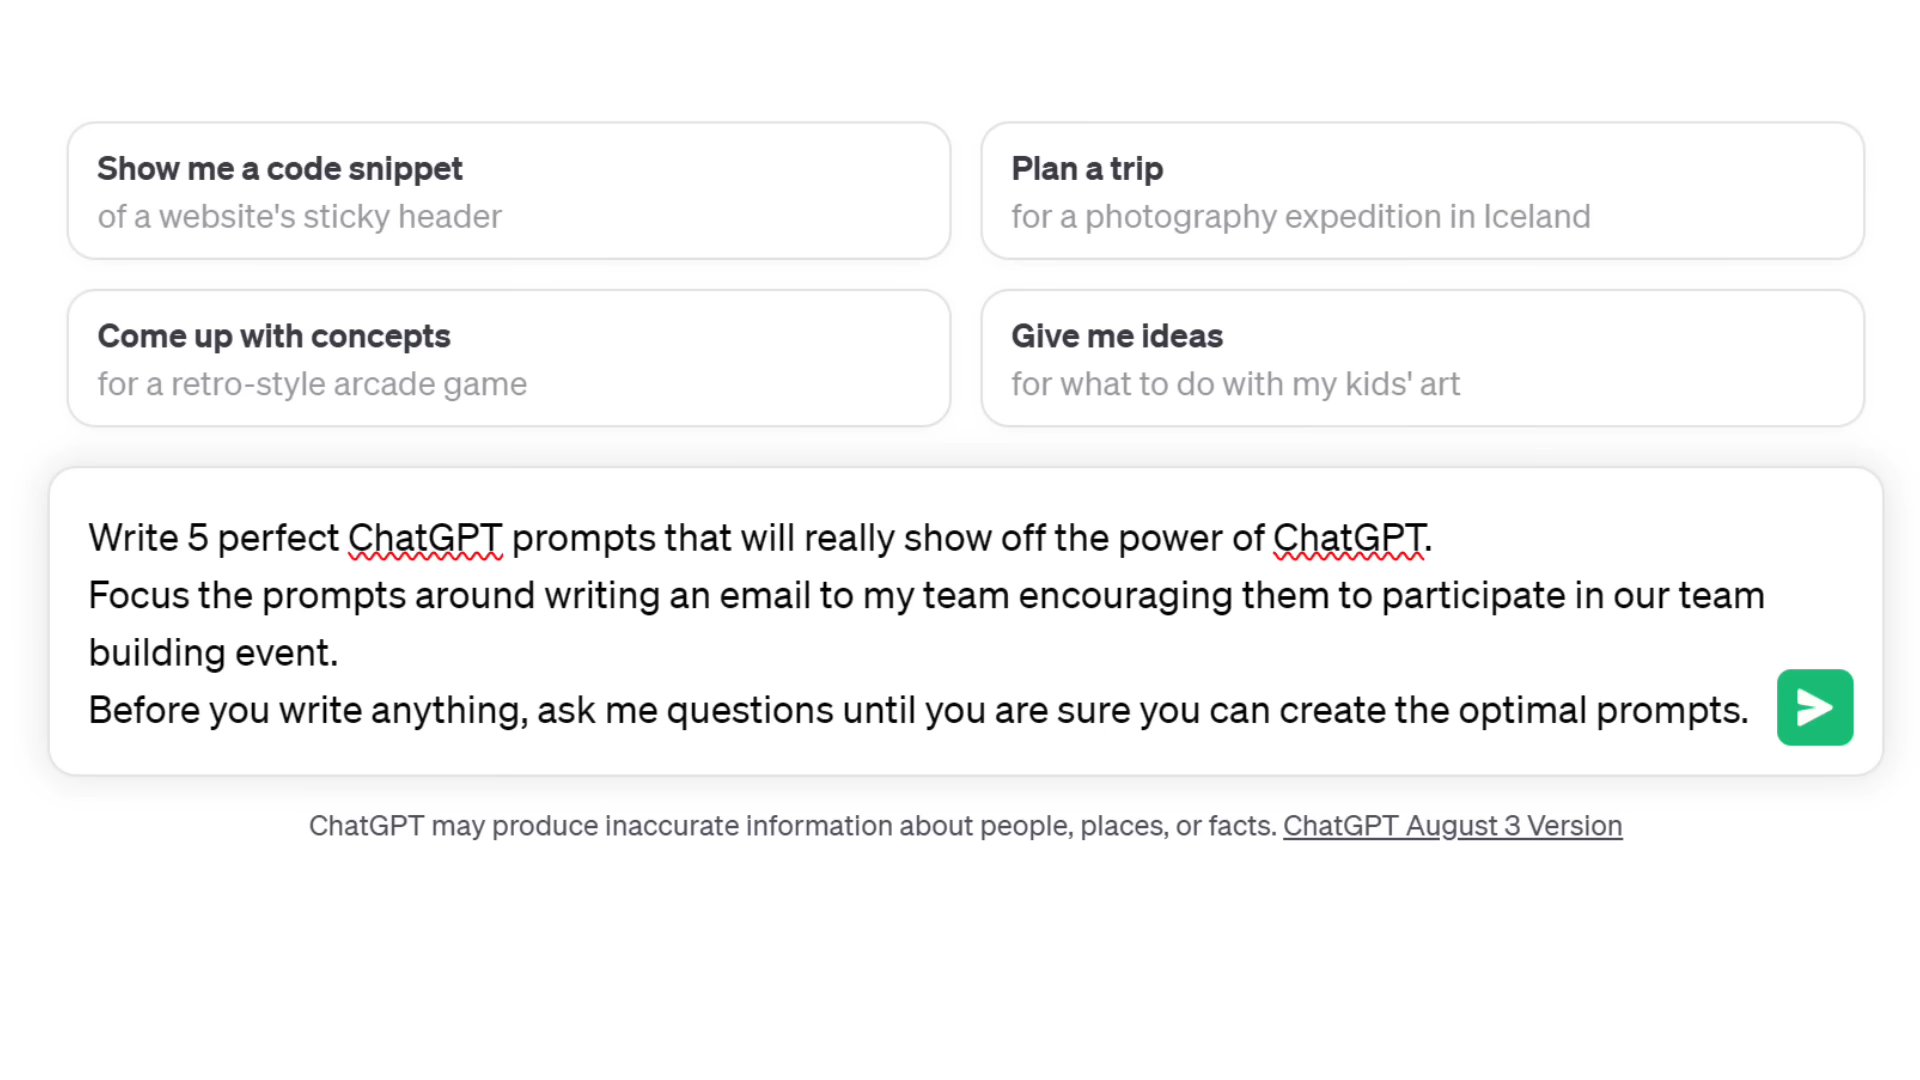 Show me a code snippet
of a website's sticky header
Plan a trip
for a photography expedition in Iceland
Come up with concepts
for a retro-style arcade game
Give me ideas
for what to do with my kids' art
Write 5 perfect ChatGPT prompts that will really show off the power of ChatGPT.
Focus the prompts around writing an email to my team encouraging them to participate in our team
building event.
Before you write anything, ask me questions until you are sure you can create the optimal prompts.
ChatGPT may produce inaccurate information about people, places, or facts. ChatGPT August 3 Version